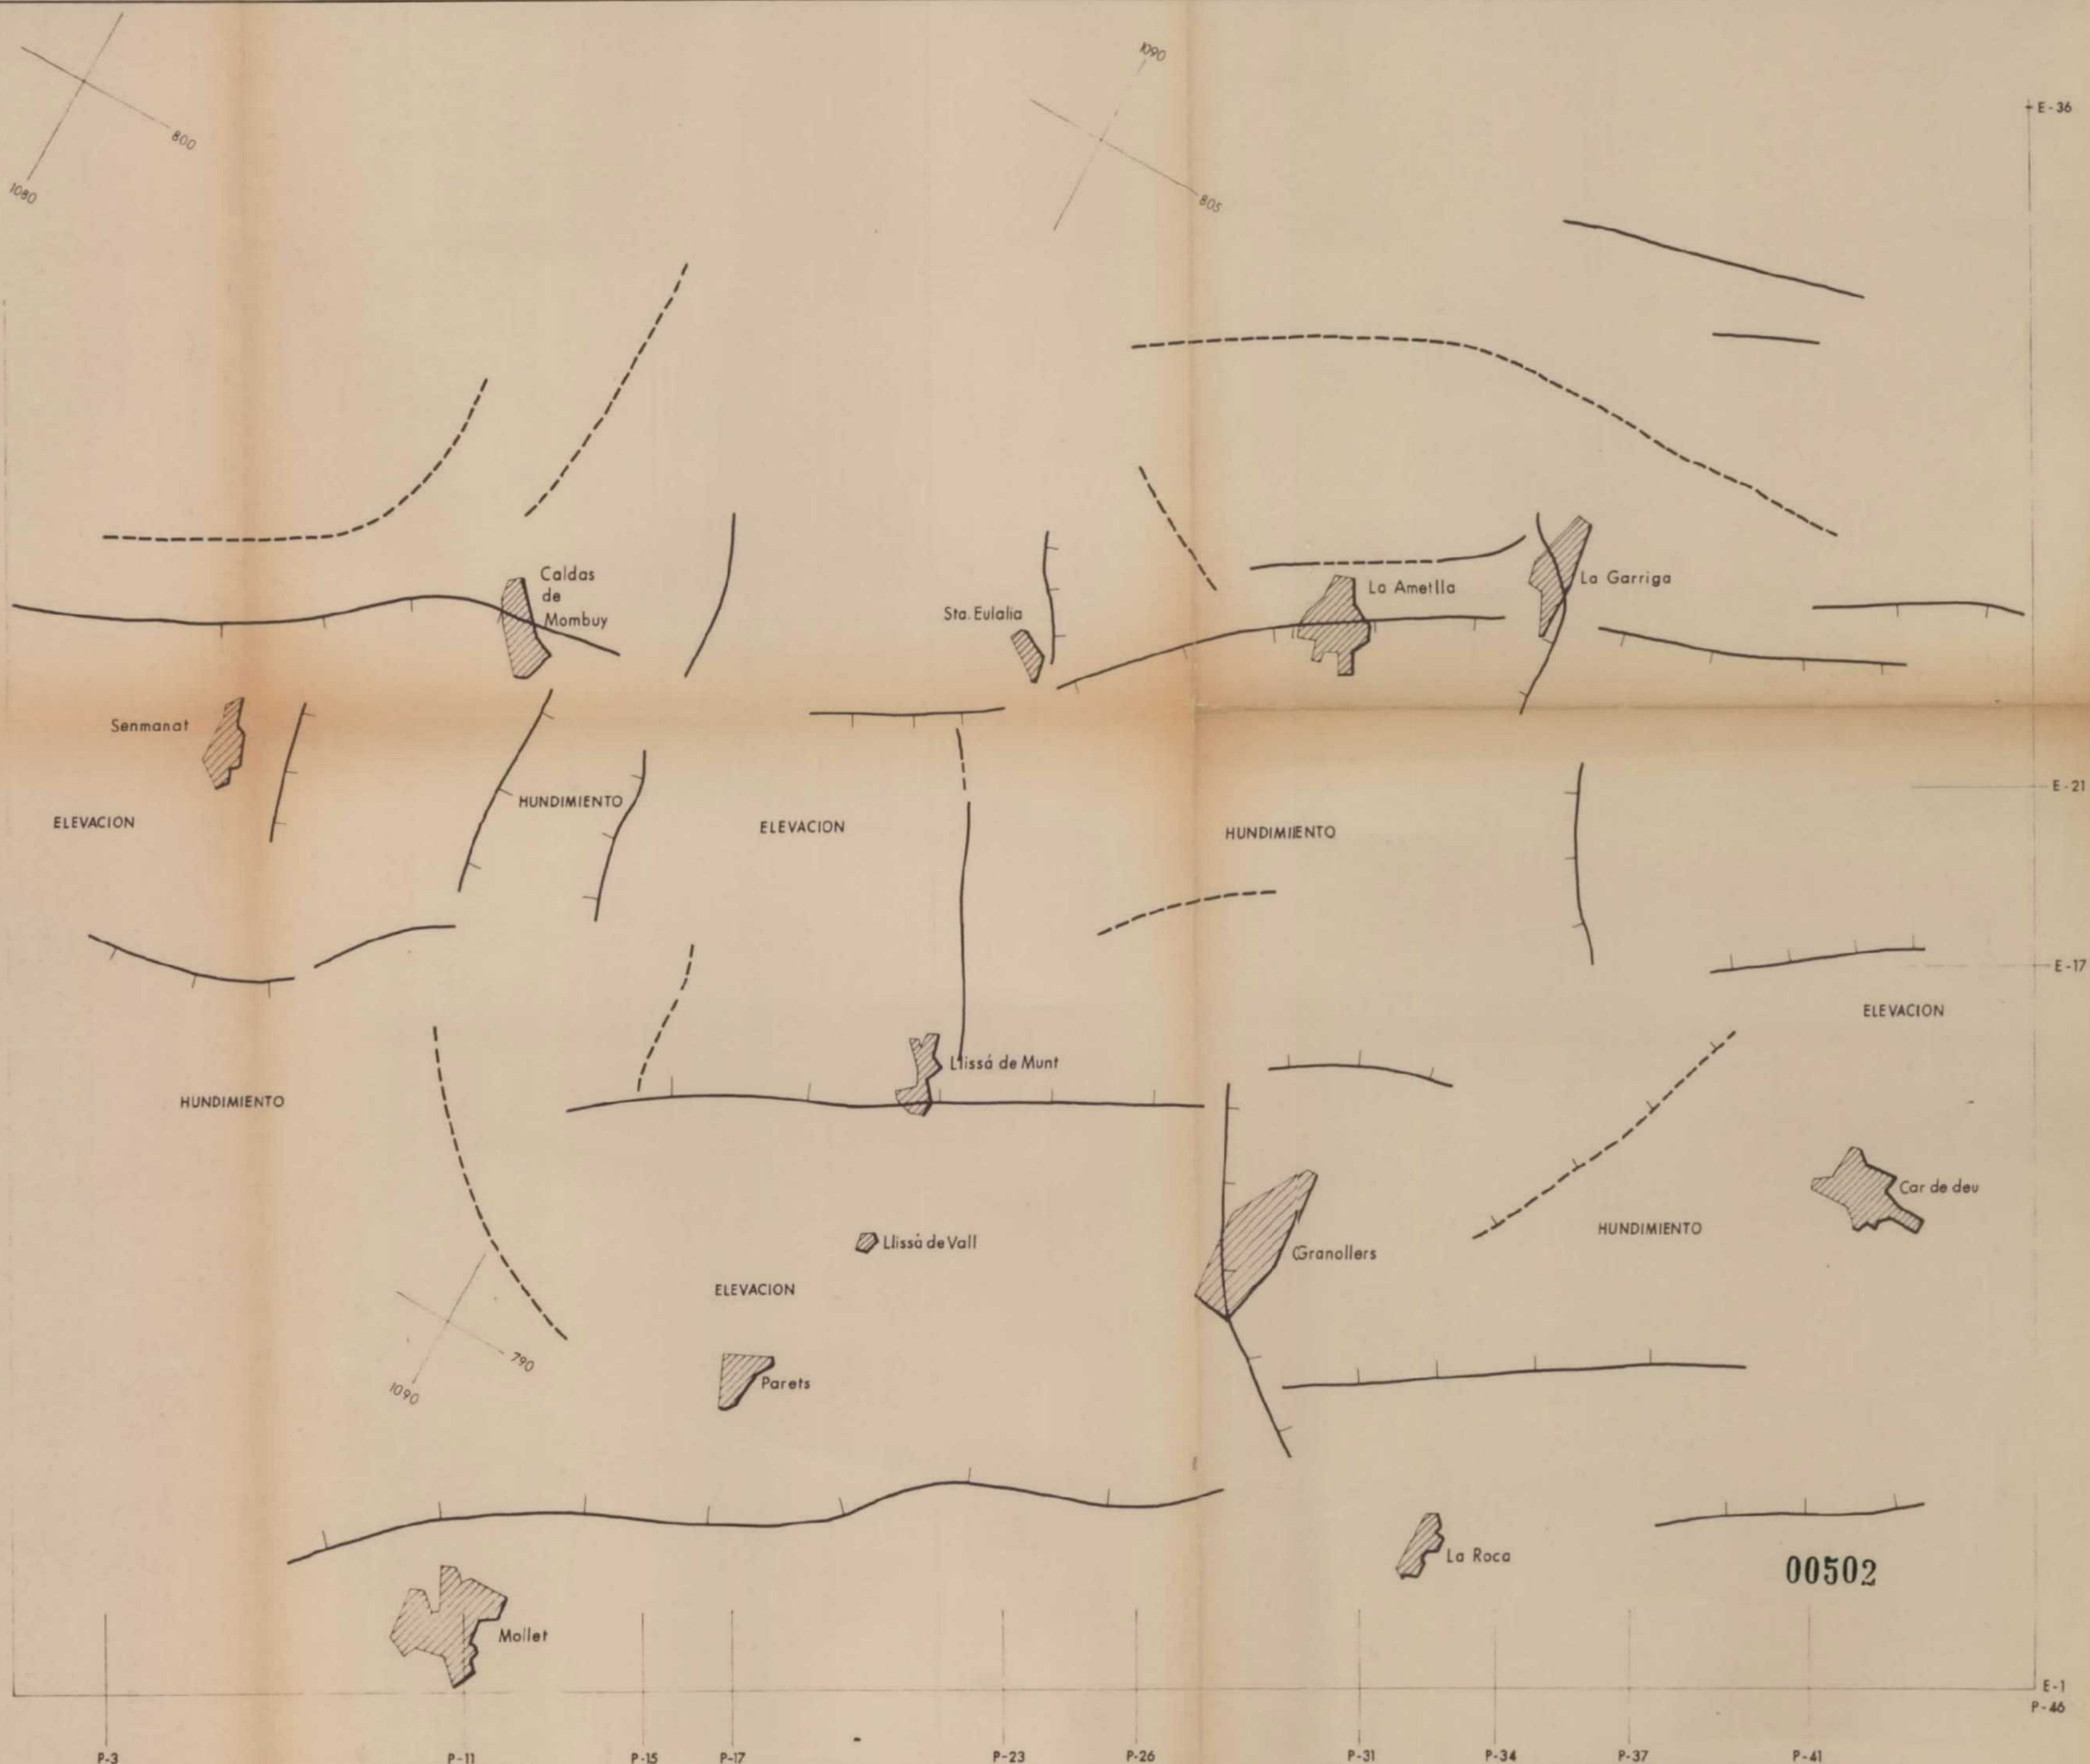 1090
E-36
800
1080
805
Caldas
de
Mombuy
La Garriga
La Ametlla
Sta. Eulalia
Senmanat
E-21
HUNDIMIENTO
ELEVACION
ELEVACION
HUNDIMIENTO
E-17
ELEVACION
Llissá de Munt
HUNDIMIENTO
Car de deu
HUNDIMIENTO
Llissá de Vall
Granollers
ELEVACION
790
1090
Parets
La Roca
00502
Mollet
E-1
P-46
P-3
P-11
P-15
P-17
P-23
P-26
P-31
P-34
P-37
P-41